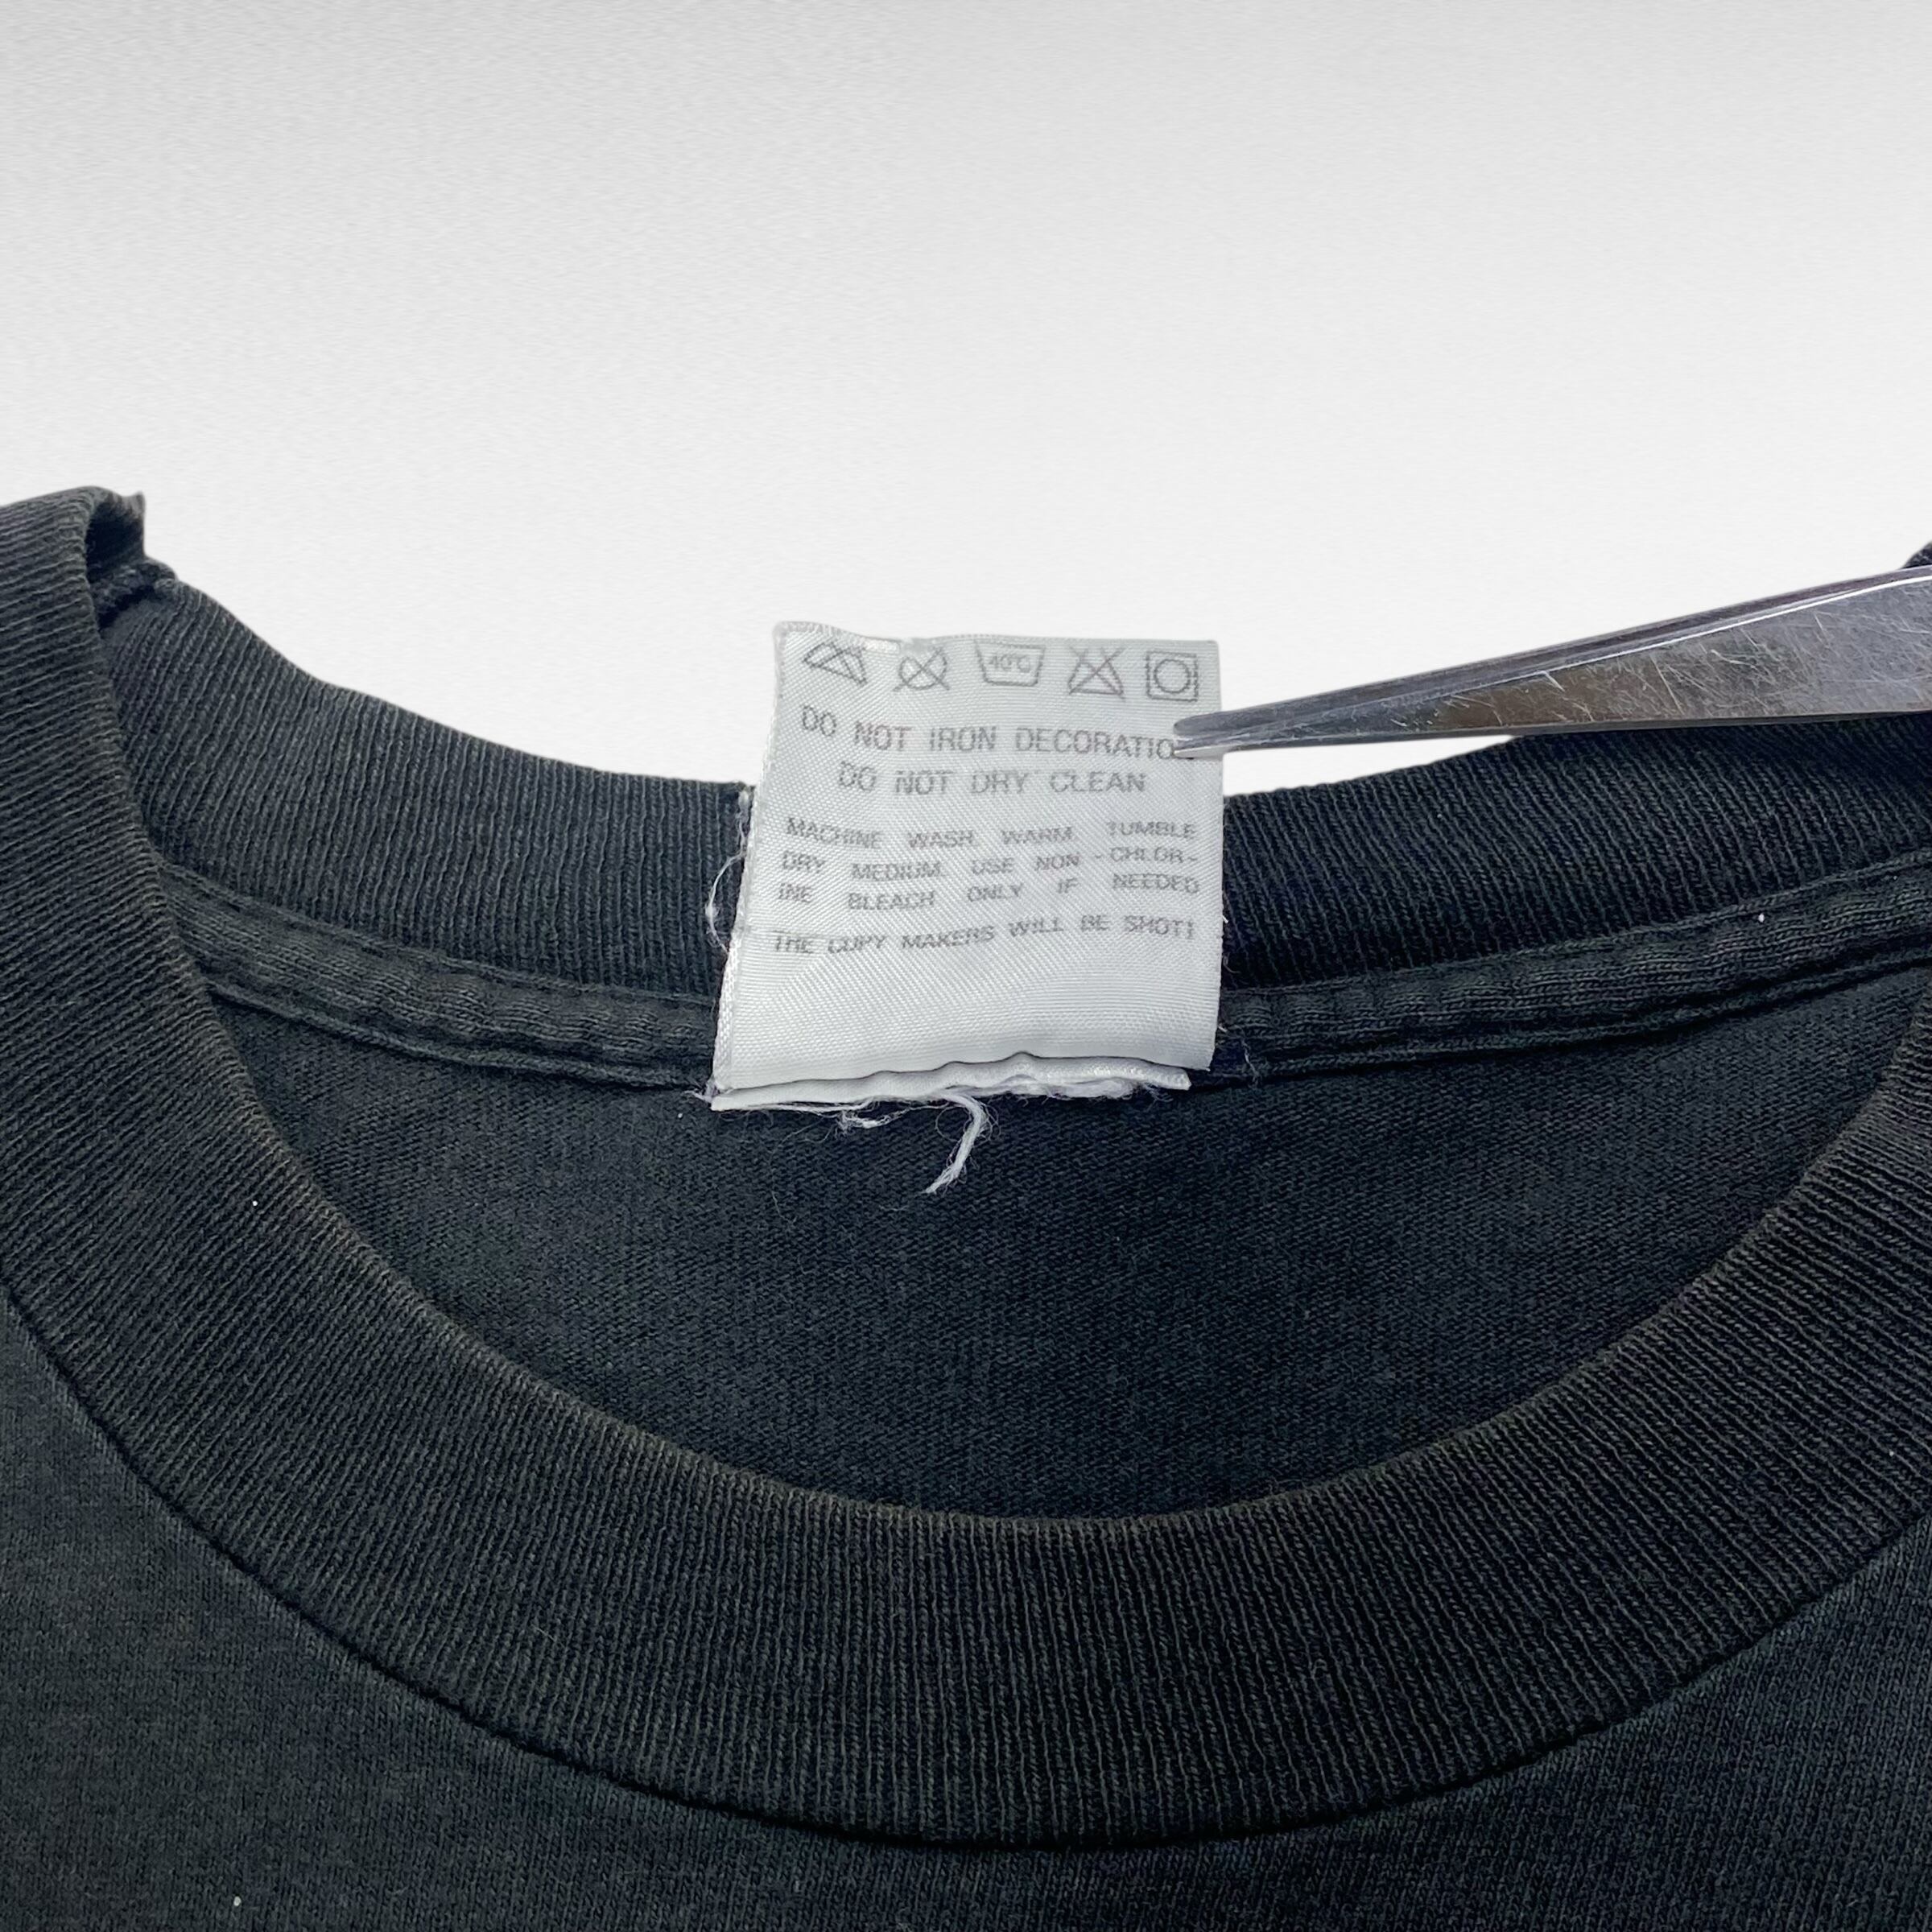 40°C
DO NOT IRON DECORATIO
DO NOT DRY CLEAN
MACHINE WASH WARM. TUMBLE
DRY MEDIUM. USE NON-CHLOR-
INE BLEACH ONLY IF NEEDED
THE COPY MAKERS WILL BE SHOT!